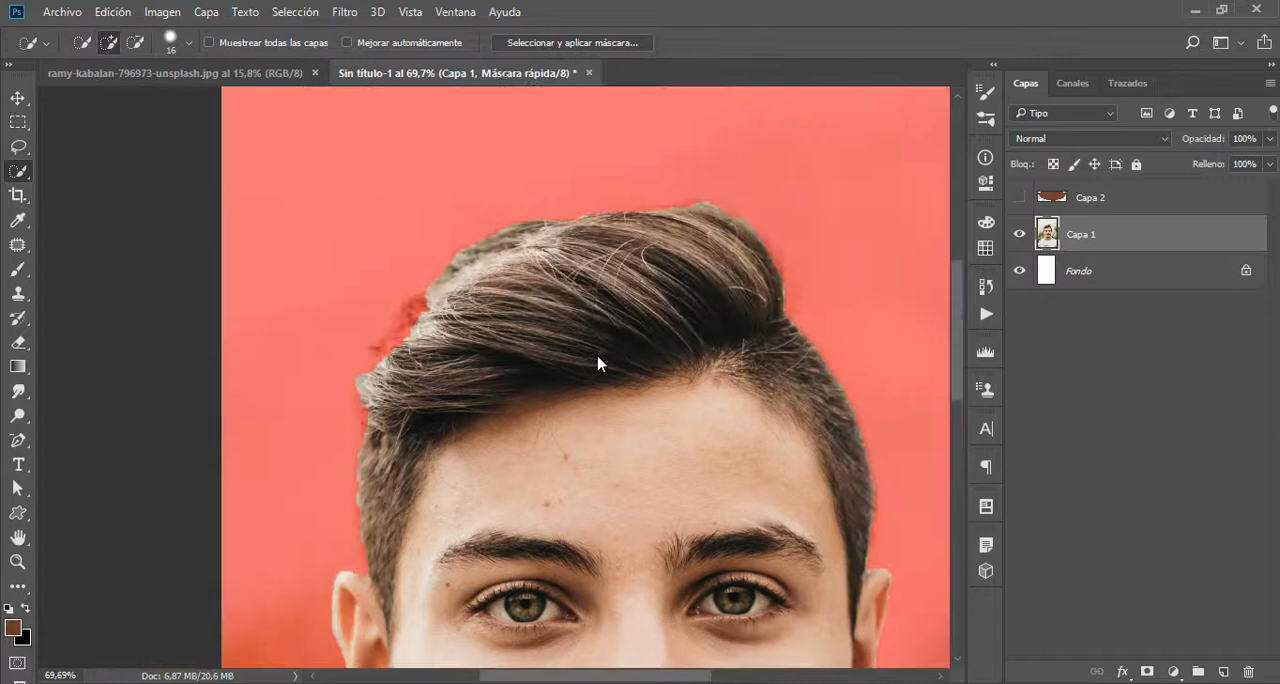 Ps Archivo Edición Imagen Capa Texto Selección Filtro 3D Vista Ventana Ayuda
16 Muestrear todas las capas Mejorar automáticamente Seleccionar y aplicar máscara...
ramy-kabalan-796973-unsplash.jpg al 15,8% (RGB/8) × Sin título-1 al 69,7% (Capa 1, Máscara rápida/8) * ×
Capas Canales Trazados
Tipo
Normal Opacidad: 100%
Bloq.: Relleno: 100%
Capa 2
Capa 1
Fondo
69,69% Doc: 6,87 MB/20,6 MB